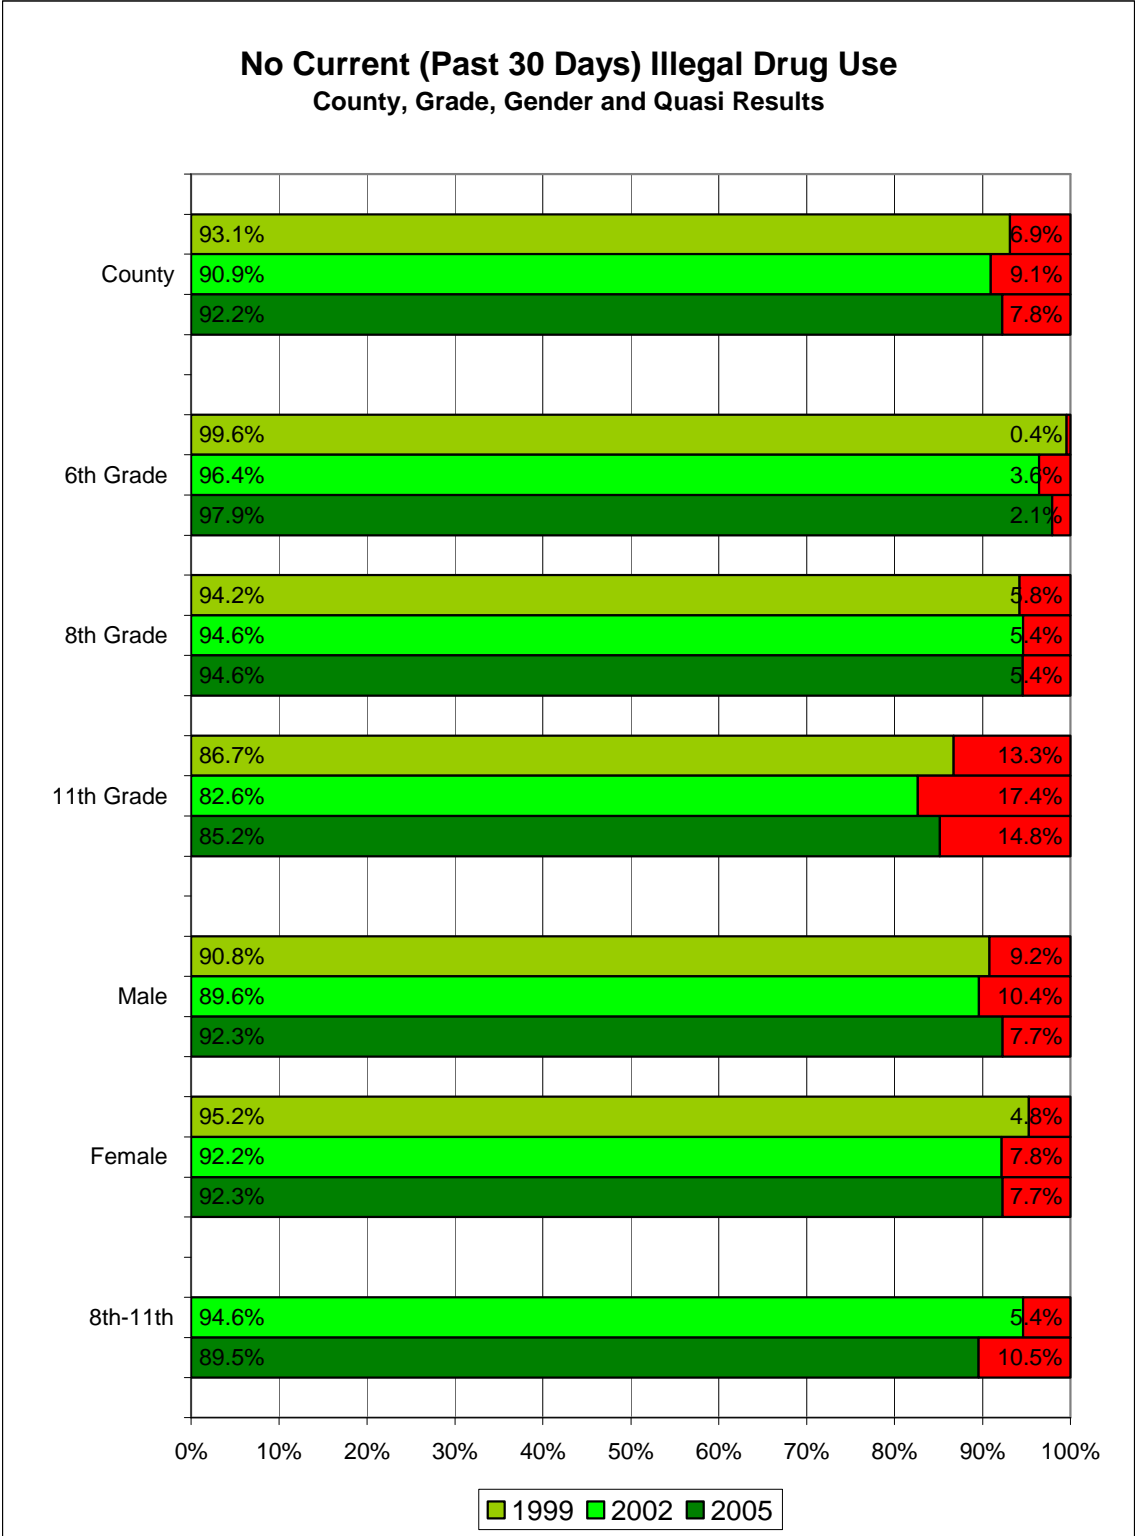 No Current (Past 30 Days) Illegal Drug Use
County, Grade, Gender and Quasi Results
93.1% 6.9%
County 90.9% 9.1%
92.2% 7.8%
99.6% 0.4%
6th Grade 96.4% 3.6%
97.9% 2.1%
94.2% 5.8%
8th Grade 94.6% 5.4%
94.6% 5.4%
86.7% 13.3%
11th Grade 82.6% 17.4%
85.2% 14.8%
90.8% 9.2%
Male 89.6% 10.4%
92.3% 7.7%
95.2% 4.8%
Female 92.2% 7.8%
92.3% 7.7%
8th-11th 94.6% 5.4%
89.5% 10.5%
0% 10% 20% 30% 40% 50% 60% 70% 80% 90% 100%
1999 2002 2005